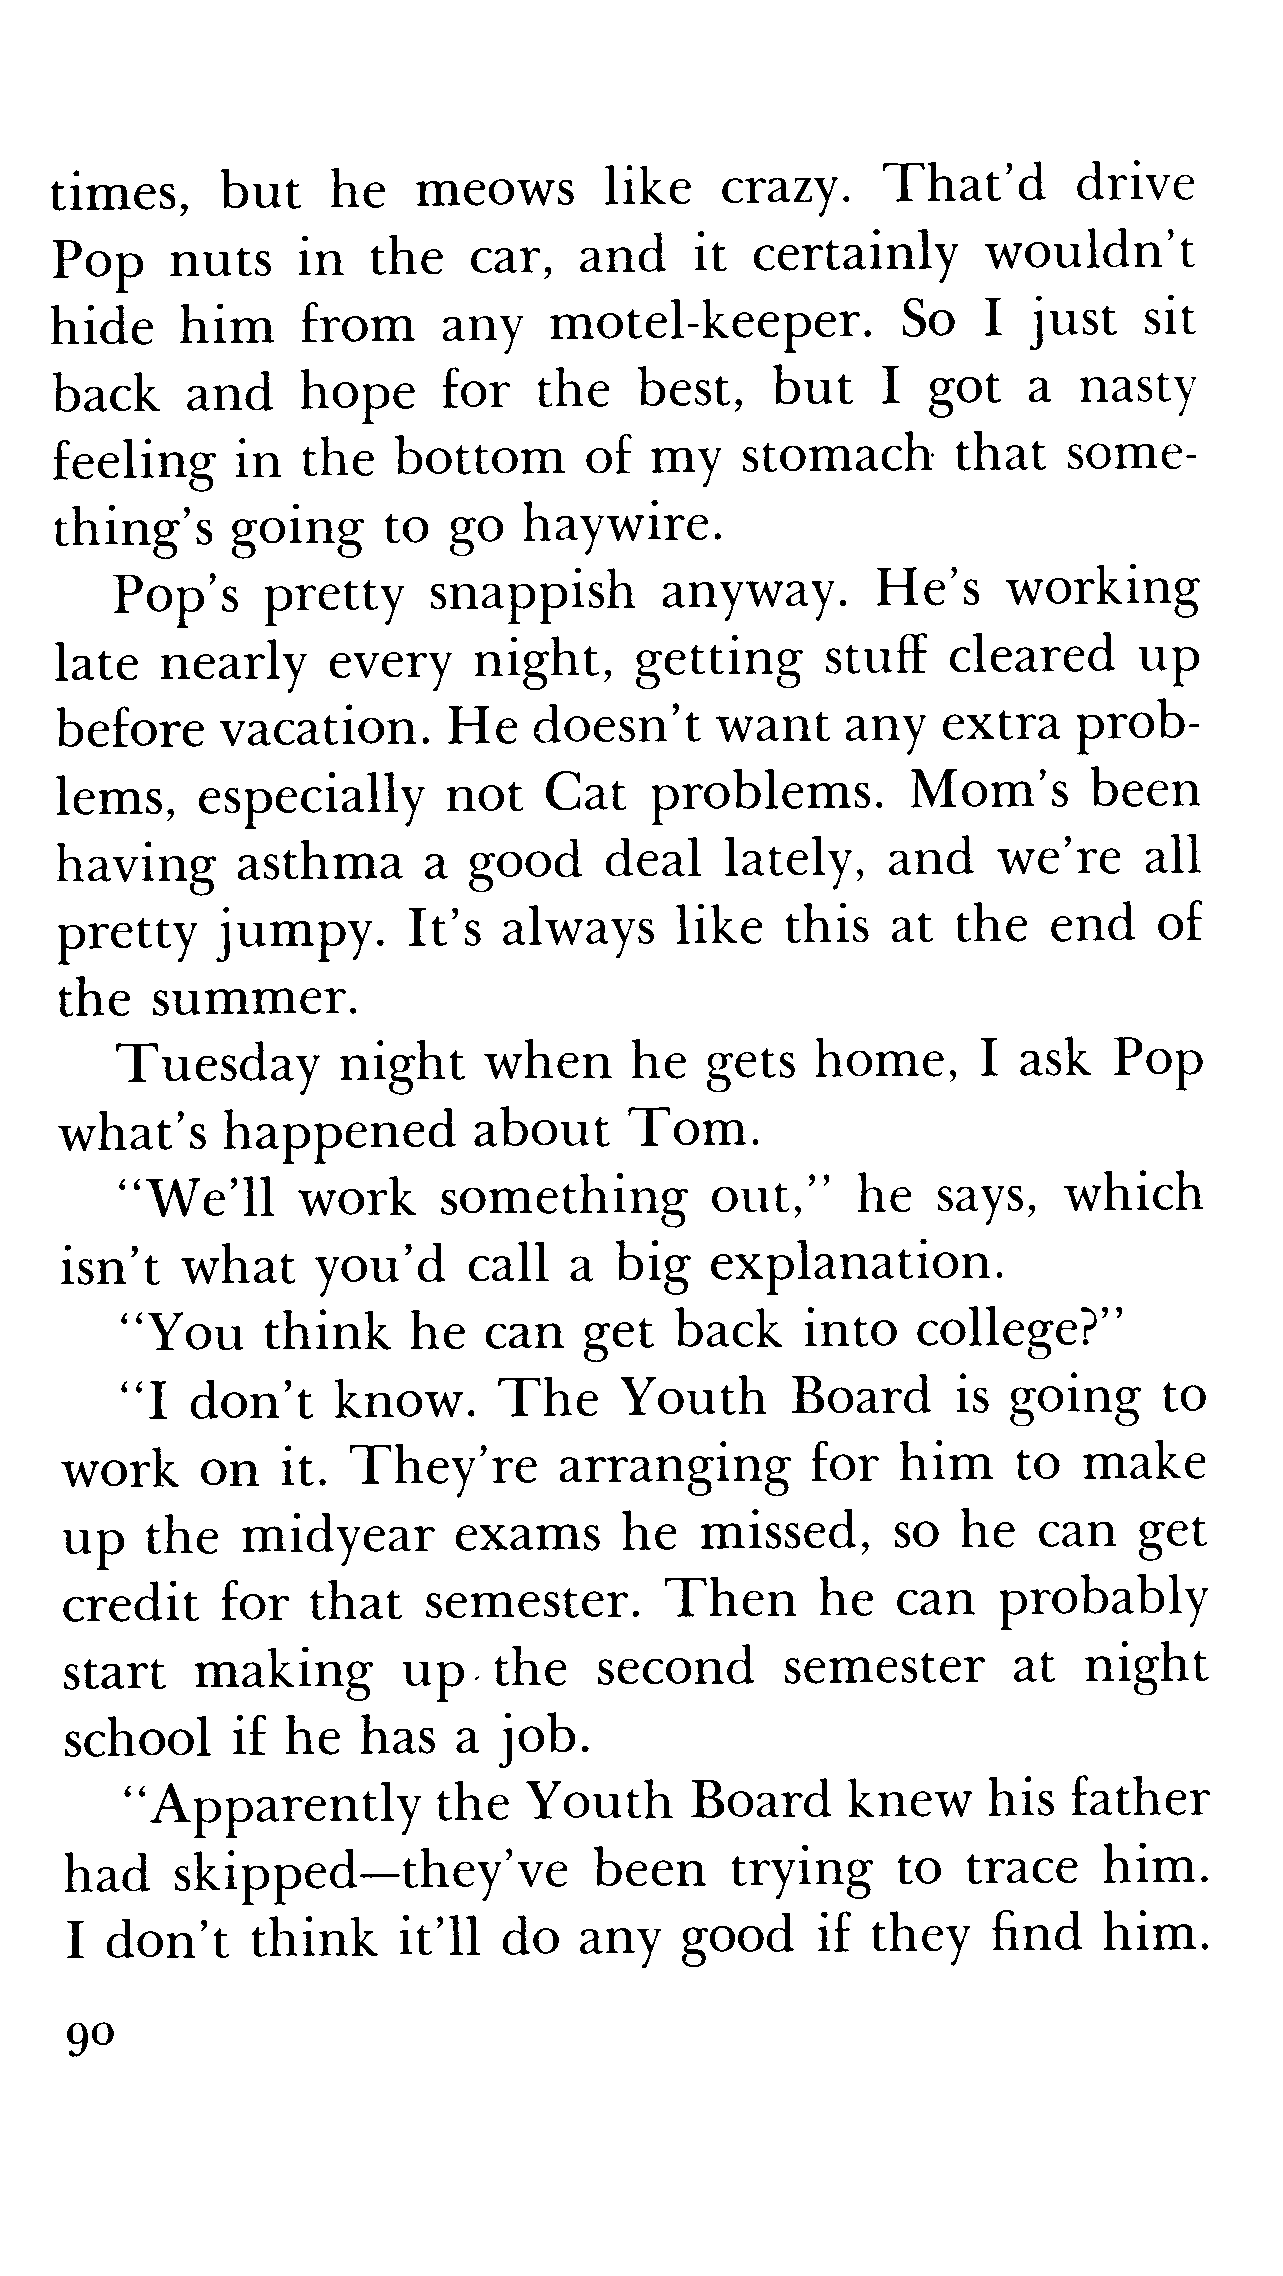 times, but he meows like crazy. That'd drive
Pop nuts in the car, and it certainly wouldn't
hide him from any motel-keeper. So I just sit
back and hope for the best, but I got a nasty
feeling in the bottom of my stomach that some-
thing's going to go haywire.
Pop's pretty snappish anyway. He's working
late nearly every night, getting stuff cleared up
before vacation. He doesn't want any extra prob-
lems, especially not Cat problems. Mom's been
having asthma a good deal lately, and we're all
pretty jumpy. It's always like this at the end of
the summer.
Tuesday night when he gets home, I ask Pop
what's happened about Tom.
“We'll work something out,” he says, which
isn't what you'd call a big explanation.
“You think he can get back into college?”
“I don't know. The Youth Board is going to
work on it. They're arranging for him to make
up the midyear exams he missed, so he can get
credit for that semester. Then he can probably
start making up the second semester at night
school if he has a job.
“Apparently the Youth Board knew his father
had skipped—they've been trying to trace him.
I don't think it'll do any good if they find him.
90